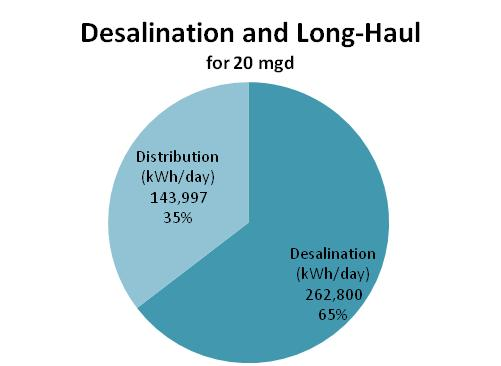 Desalination and Long-Haul
for 20 mgd
Distribution
(kWh/day)
143,997
35%
Desalination
(kWh/day)
262,800
65%